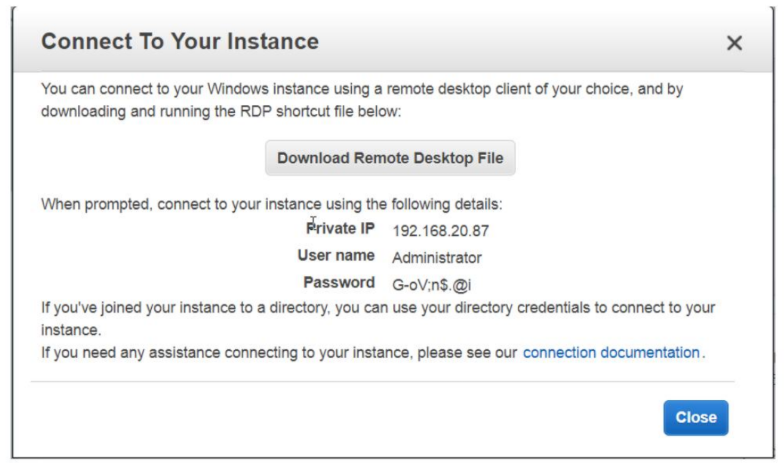 Connect To Your Instance
You can connect to your Windows instance using a remote desktop client of your choice, and by
downloading and running the RDP shortcut file below:
Download Remote Desktop File
When prompted, connect to your instance using the following details:
Private IP 192.168.20.87
User name Administrator
Password G-oV;n$.@i
If you've joined your instance to a directory, you can use your directory credentials to connect to your
instance.
If you need any assistance connecting to your instance, please see our connection documentation.
Close